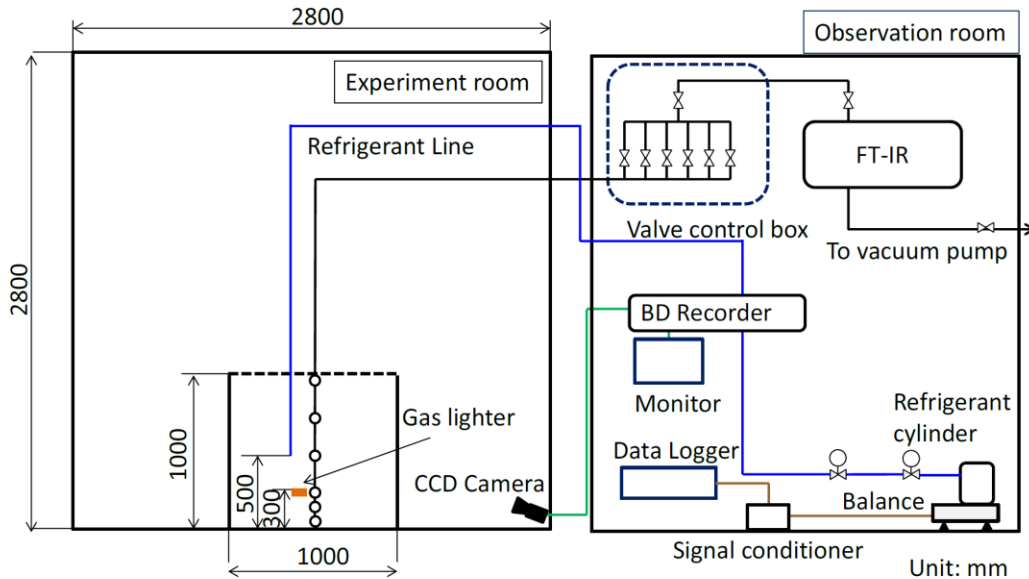 2800
Observation room
Experiment room
2800
Refrigerant Line
FT-IR
Valve control box
To vacuum pump
BD Recorder
Monitor
Gas lighter
1000
500
300
Refrigerant
cylinder
Data Logger
CCD Camera
Balance
Signal conditioner
1000
Unit: mm